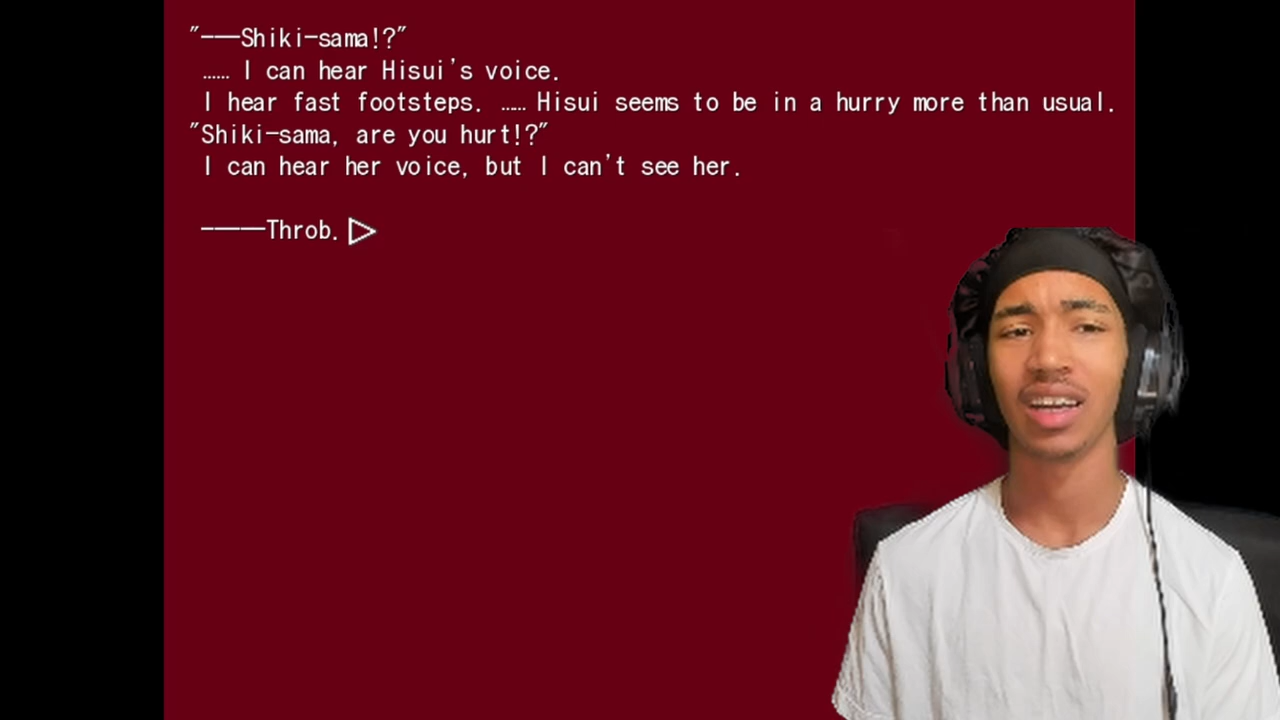 "───Shiki-sama!?"
…… I can hear Hisui's voice.
I hear fast footsteps. …… Hisui seems to be in a hurry more than usual.
"Shiki-sama, are you hurt!?"
I can hear her voice, but I can't see her.
────Throb.